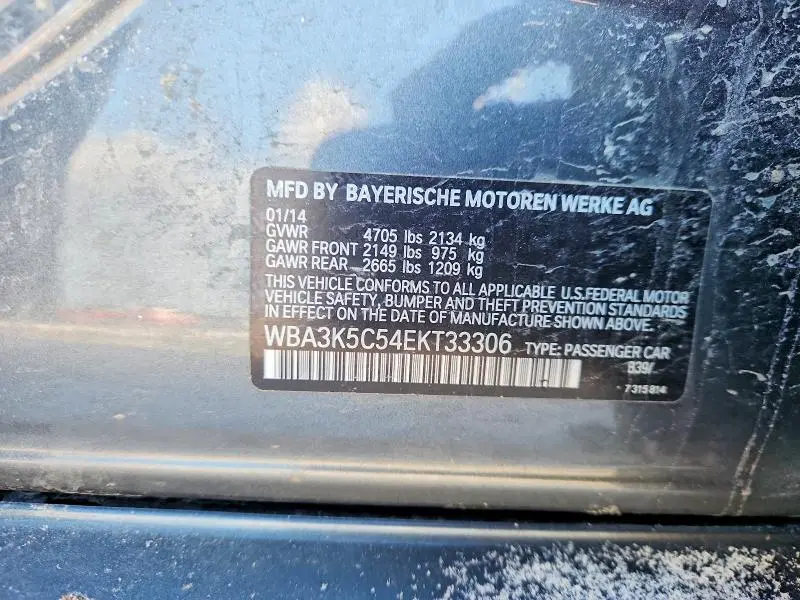 MFD BY BAYERISCHE MOTOREN WERKE AG
01/14
GVWR 4705 lbs 2134 kg
GAWR FRONT 2149 lbs 975 kg
GAWR REAR 2665 lbs 1209 kg
THIS VEHICLE CONFORMS TO ALL APPLICABLE U.S.FEDERAL MOTOR
VEHICLE SAFETY, BUMPER AND THEFT PREVENTION STANDARDS
IN EFFECT ON THE DATE OF MANUFACTURE SHOWN ABOVE.
WBA3K5C54EKT33306 TYPE: PASSENGER CAR
B39/
7315814